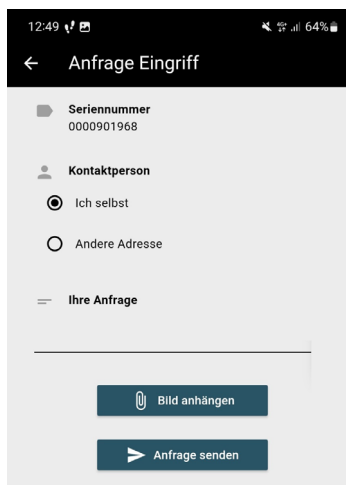 12:49 64%
Anfrage Eingriff
Seriennummer
0000901968
Kontaktperson
Ich selbst
Andere Adresse
Ihre Anfrage
Bild anhängen
Anfrage senden